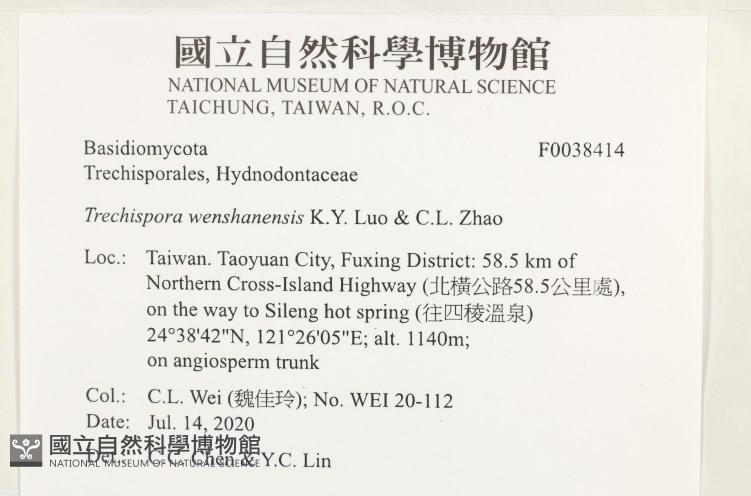 國立自然科學博物館
NATIONAL MUSEUM OF NATURAL SCIENCE
TAICHUNG, TAIWAN, R.O.C.
Basidiomycota F0038414
Trechisporales, Hydnodontaceae
Trechispora wenshanensis K.Y. Luo & C.L. Zhao
Loc.: Taiwan. Taoyuan City, Fuxing District: 58.5 km of
Northern Cross-Island Highway (北橫公路58.5公里處),
on the way to Sileng hot spring (往四稜溫泉)
24°38'42"N, 121°26'05"E; alt. 1140m;
on angiosperm trunk
Col.: C.L. Wei (魏佳玲); No. WEI 20-112
Date: Jul. 14, 2020
Det.: C.C. Chen & Y.C. Lin
國立自然科學博物館
NATIONAL MUSEUM OF NATURAL SCIENCE